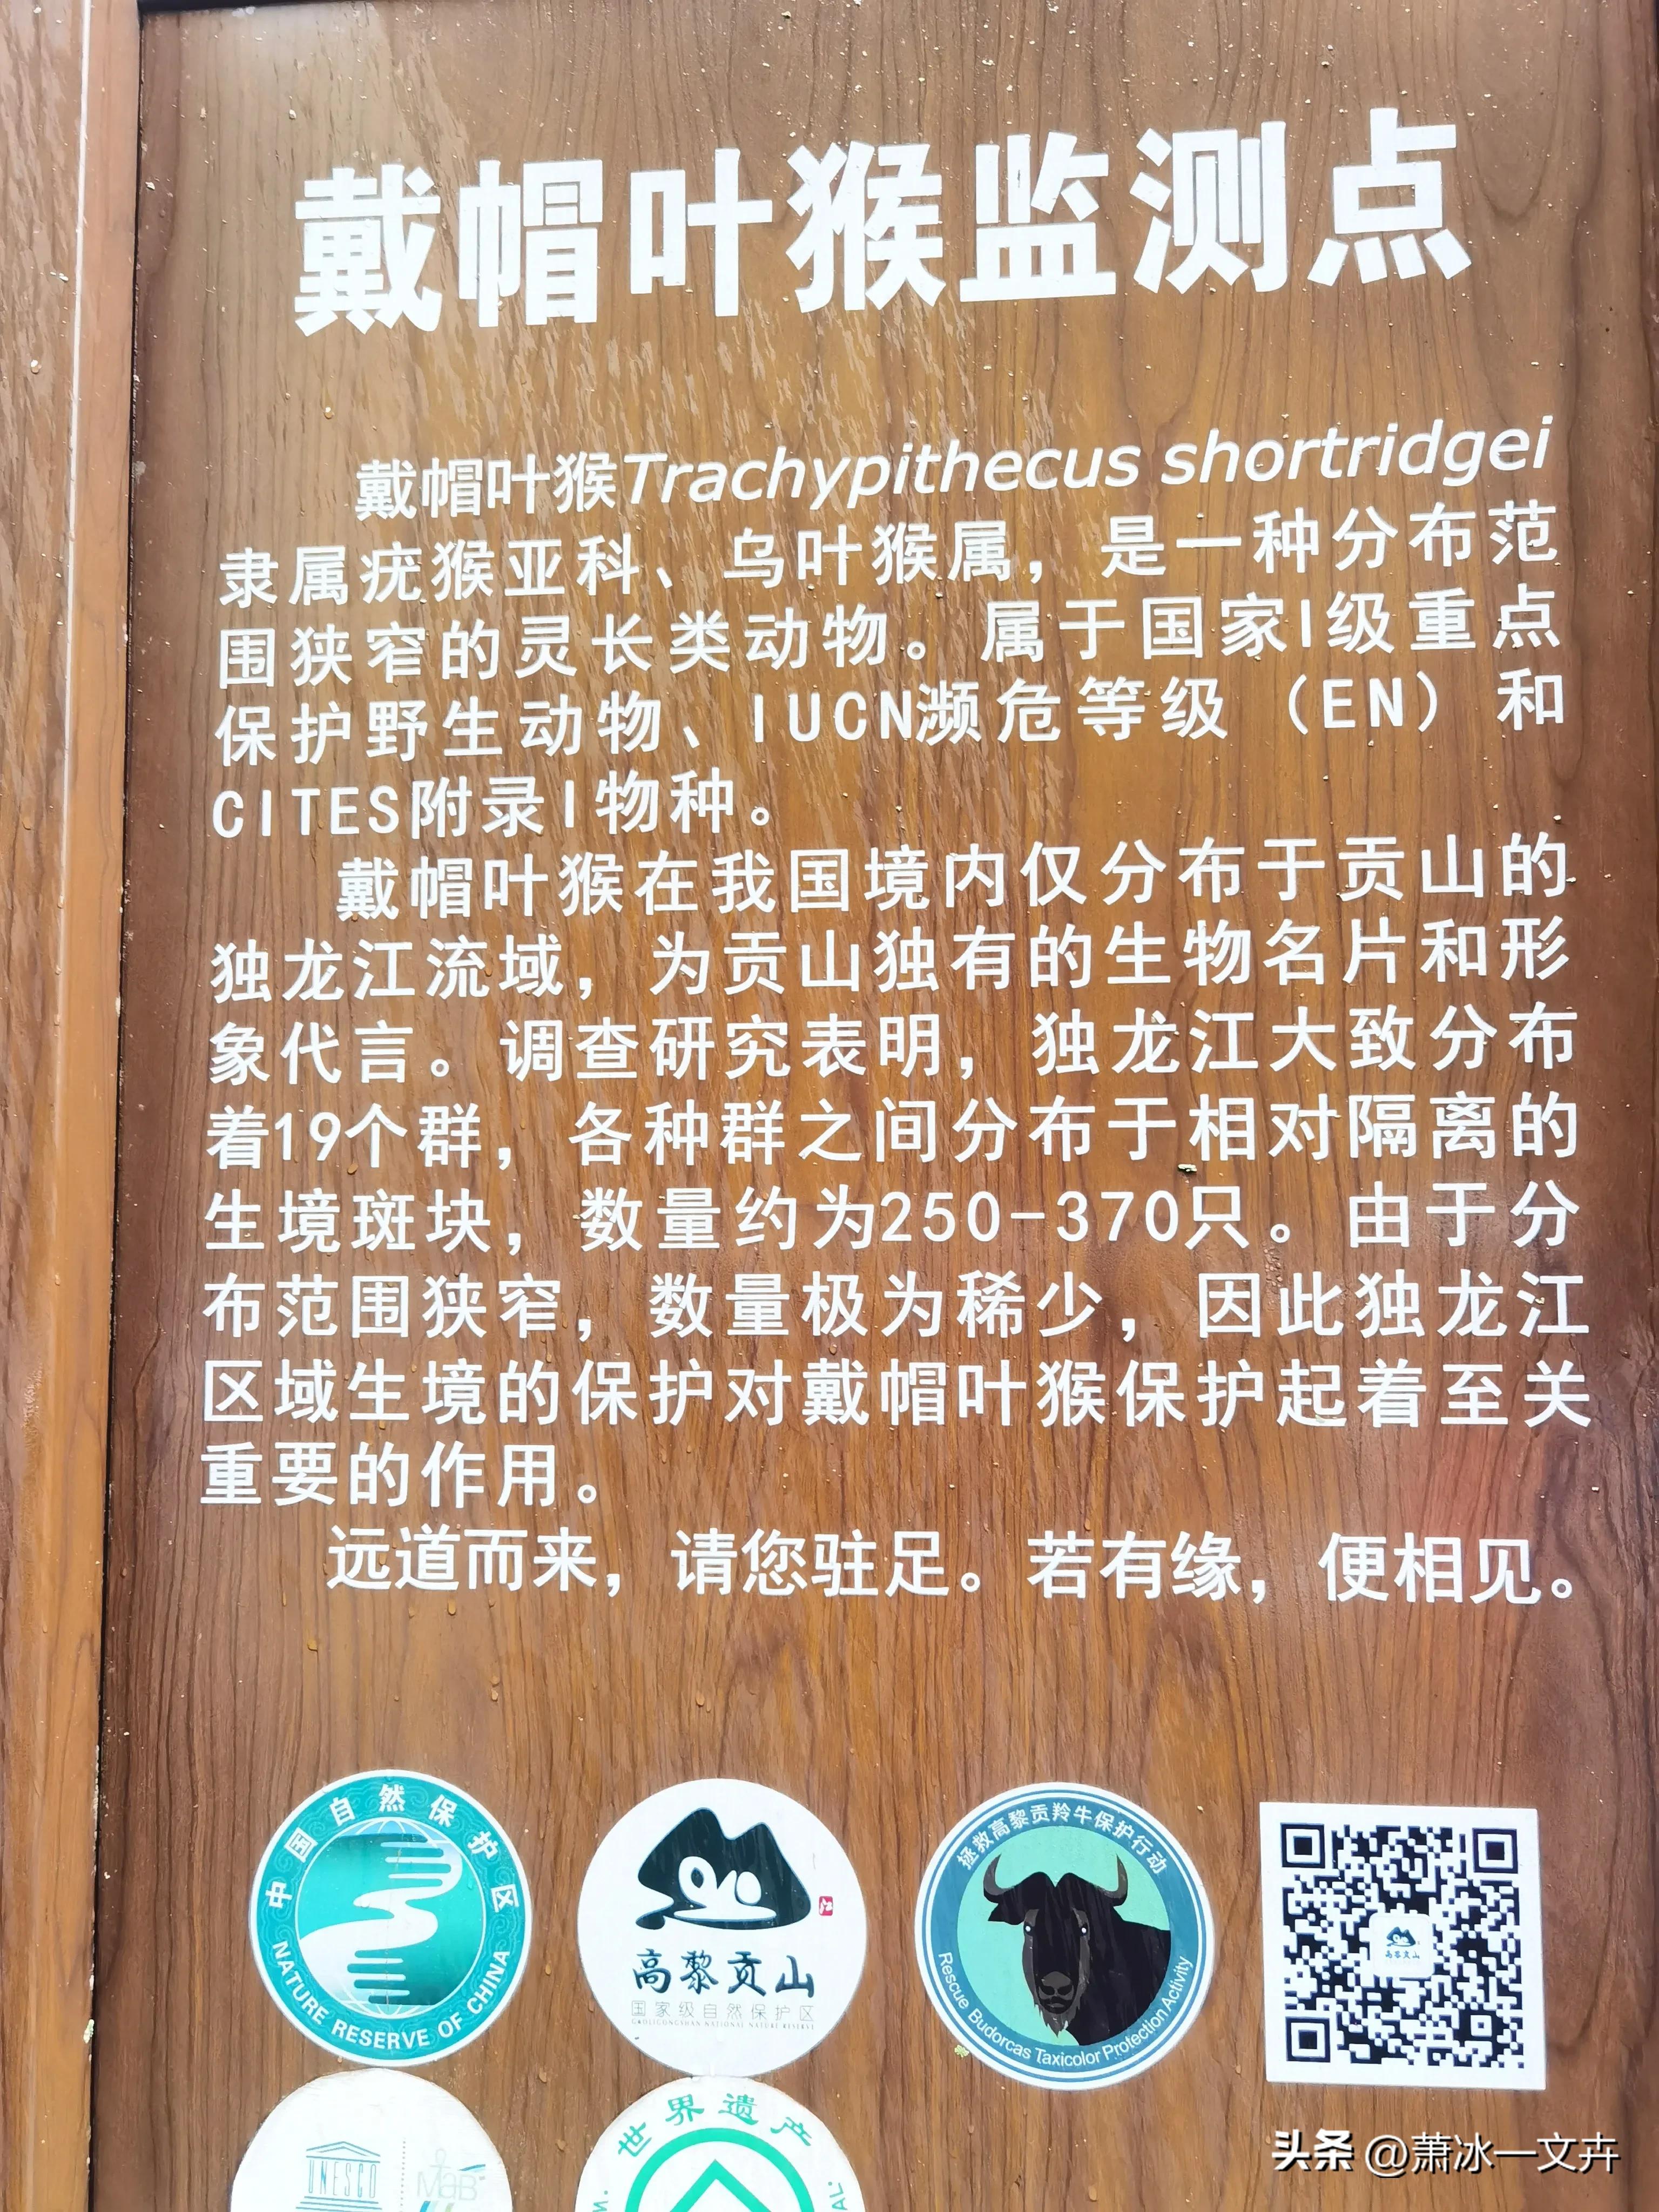 戴帽叶猴监测点
戴帽叶猴Trachypithecus shortridgei
隶属疣猴亚科、乌叶猴属，是一种分布范
围狭窄的灵长类动物。属于国家I级重点
保护野生动物、IUCN濒危等级（EN）和
CITES附录I物种。
戴帽叶猴在我国境内仅分布于贡山的
独龙江流域，为贡山独有的生物名片和形
象代言。调查研究表明，独龙江大致分布
着19个群，各种群之间分布于相对隔离的
生境斑块，数量约为250-370只。由于分
布范围狭窄，数量极为稀少，因此独龙江
区域生境的保护对戴帽叶猴保护起着至关
重要的作用。
远道而来，请您驻足。若有缘，便相见。
中国自然保护区
NATURE RESERVE OF CHINA
高黎贡山
国家级自然保护区
GAOLIGONGSHAN NATIONAL NATURE RESERVE
拯救高黎贡羚牛保护行动
Rescue Budorcas Taxicolor Protection Activity
高黎贡山
UNESCO
MaB
世界遗产
头条 @萧冰一文卉